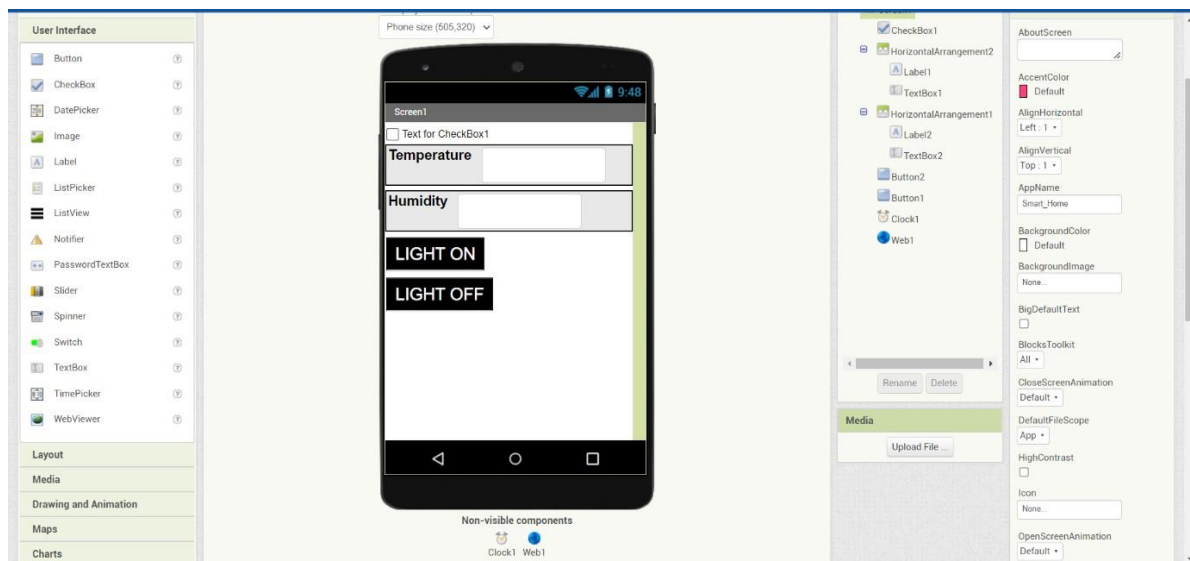 User Interface
Button
CheckBox
DatePicker
Image
Label
ListPicker
ListView
Notifier
PasswordTextBox
Slider
Spinner
Switch
TextBox
TimePicker
WebViewer
Layout
Media
Drawing and Animation
Maps
Charts
Phone size (505,320)
9:48
Screen1
Text for CheckBox1
Temperature
Humidity
LIGHT ON
LIGHT OFF
Non-visible components
Clock1 Web1
CheckBox1
HorizontalArrangement2
Label1
TextBox1
HorizontalArrangement1
Label2
TextBox2
Button2
Button1
Clock1
Web1
Rename Delete
Media
Upload File ...
AboutScreen
AccentColor
Default
AlignHorizontal
Left : 1
AlignVertical
Top : 1
AppName
Smart_Home
BackgroundColor
Default
BackgroundImage
None...
BigDefaultText
BlocksToolkit
All
CloseScreenAnimation
Default
DefaultFileScope
App
HighContrast
Icon
None...
OpenScreenAnimation
Default